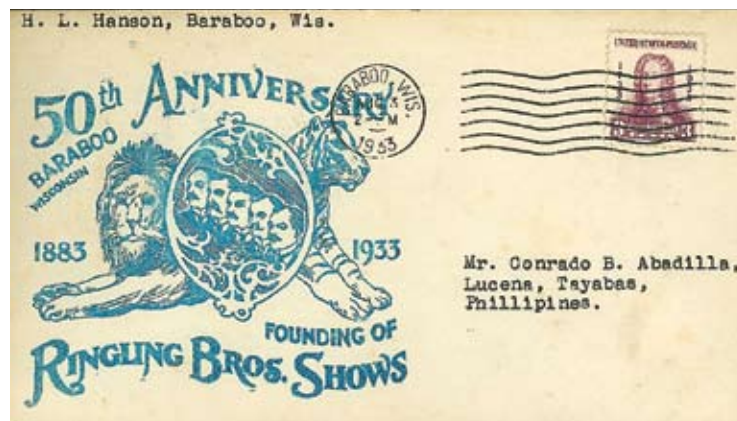 H. L. Hanson, Baraboo, Wis.
50th ANNIVERSARY
BARABOO
WISCONSIN
1883
1933
FOUNDING OF
RINGLING BROS. SHOWS
BARABOO, WIS.
1933
UNITED STATES POSTAGE
Mr. Conrado B. Abadilla,
Lucena, Tayabas,
Phillipines.